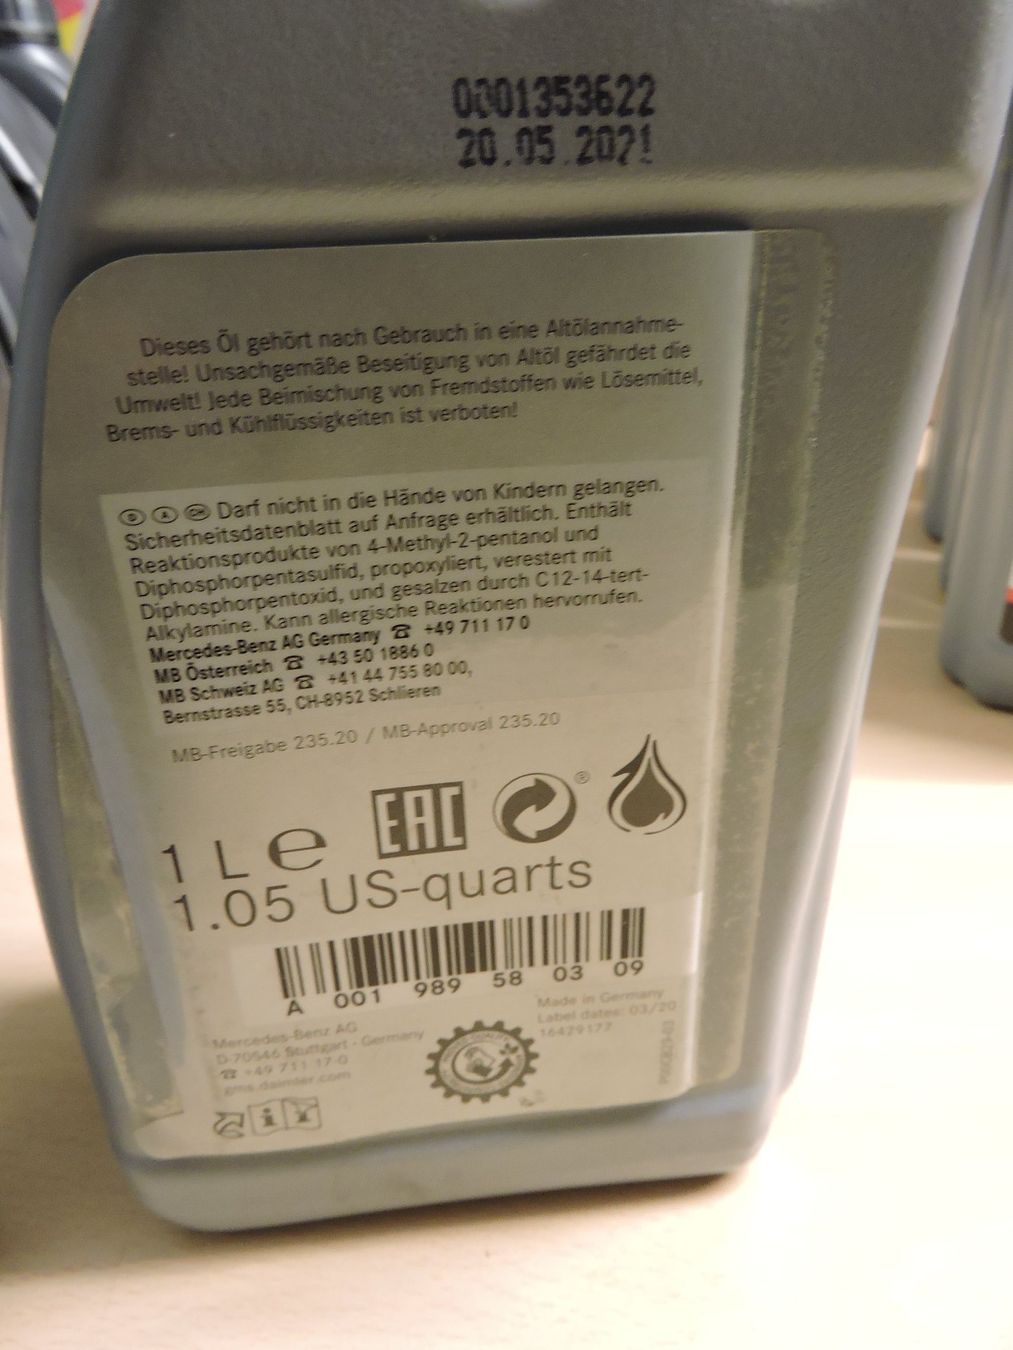 0001353622
20.05.2021
Dieses Öl gehört nach Gebrauch in eine Altölannahme-
stelle! Unsachgemäße Beseitigung von Altöl gefährdet die
Umwelt! Jede Beimischung von Fremdstoffen wie Lösemittel,
Brems- und Kühlflüssigkeiten ist verboten!
D A CH Darf nicht in die Hände von Kindern gelangen.
Sicherheitsdatenblatt auf Anfrage erhältlich. Enthält
Reaktionsprodukte von 4-Methyl-2-pentanol und
Diphosphorpentasulfid, propoxyliert, verestert mit
Diphosphorpentoxid, und gesalzen durch C12-14-tert-
Alkylamine. Kann allergische Reaktionen hervorrufen.
Mercedes-Benz AG Germany ☎ +49 711 17 0
MB Österreich ☎ +43 50 1886 0
MB Schweiz AG ☎ +41 44 755 80 00,
Bernstrasse 55, CH-8952 Schlieren
MB-Freigabe 235.20 / MB-Approval 235.20
EAC ®
1 L e
1.05 US-quarts
A 001 989 58 03 09
Mercedes-Benz AG
D-70546 Stuttgart · Germany
☎ +49 711 17-0
gms.daimler.com
Made in Germany
Label dates: 03/20
16429177